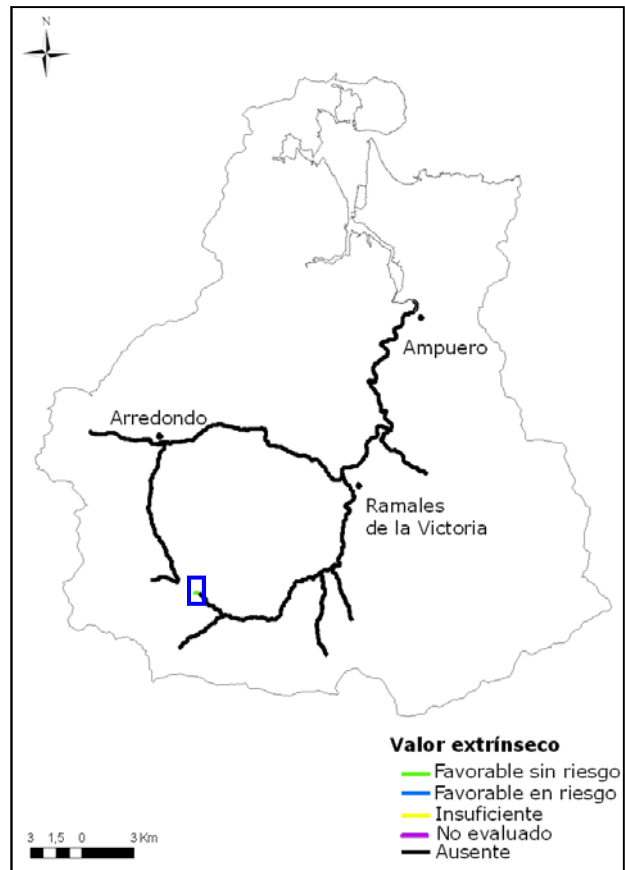 N
Ampuero
Arredondo
Ramales
de la Victoria
Valor extrínseco
Favorable sin riesgo
Favorable en riesgo
Insuficiente
No evaluado
Ausente
3 1,5 0 3 Km